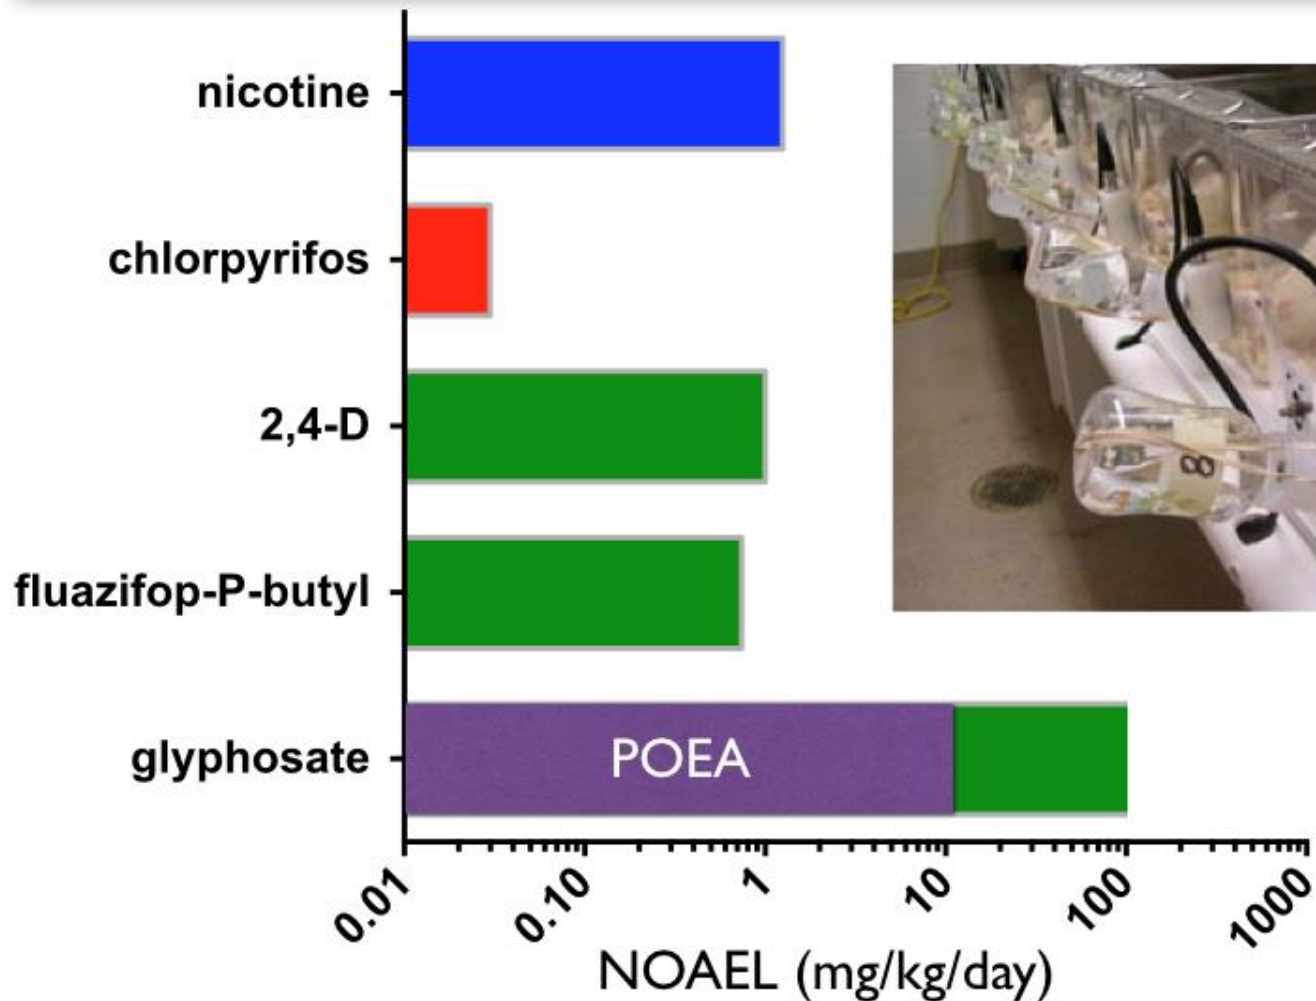 nicotine
chlorpyrifos
2,4-D
fluazifop-P-butyl
glyphosate
POEA
8
0.01
0.10
1
10
100
1000
NOAEL (mg/kg/day)